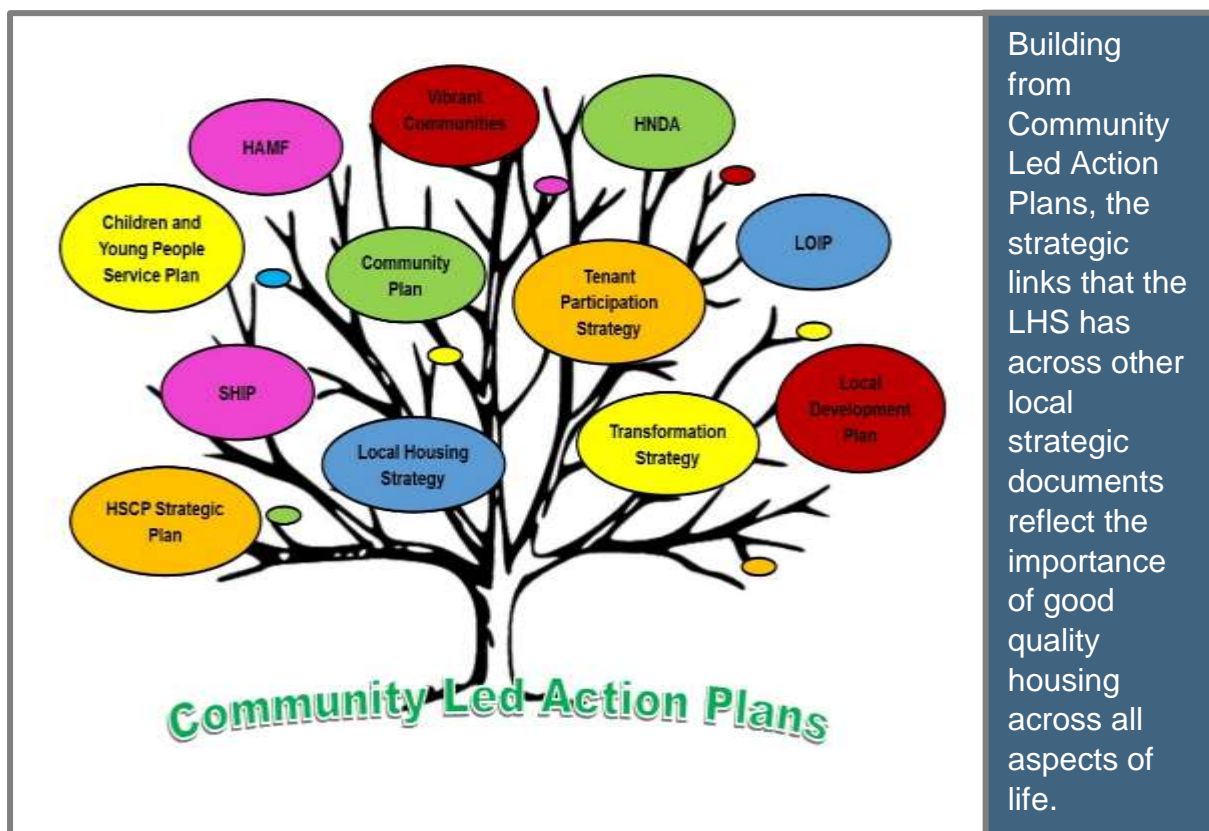 Vibrant
Communities
HNDA
HAMF
Children and
Young People
Service Plan
Community
Plan
Tenant
Participation
Strategy
LOIP
SHIP
Local Housing
Strategy
Transformation
Strategy
Local
Development
Plan
HSCP Strategic
Plan
Community Led Action Plans
Building
from
Community
Led Action
Plans, the
strategic
links that the
LHS has
across other
local
strategic
documents
reflect the
importance
of good
quality
housing
across all
aspects of
life.